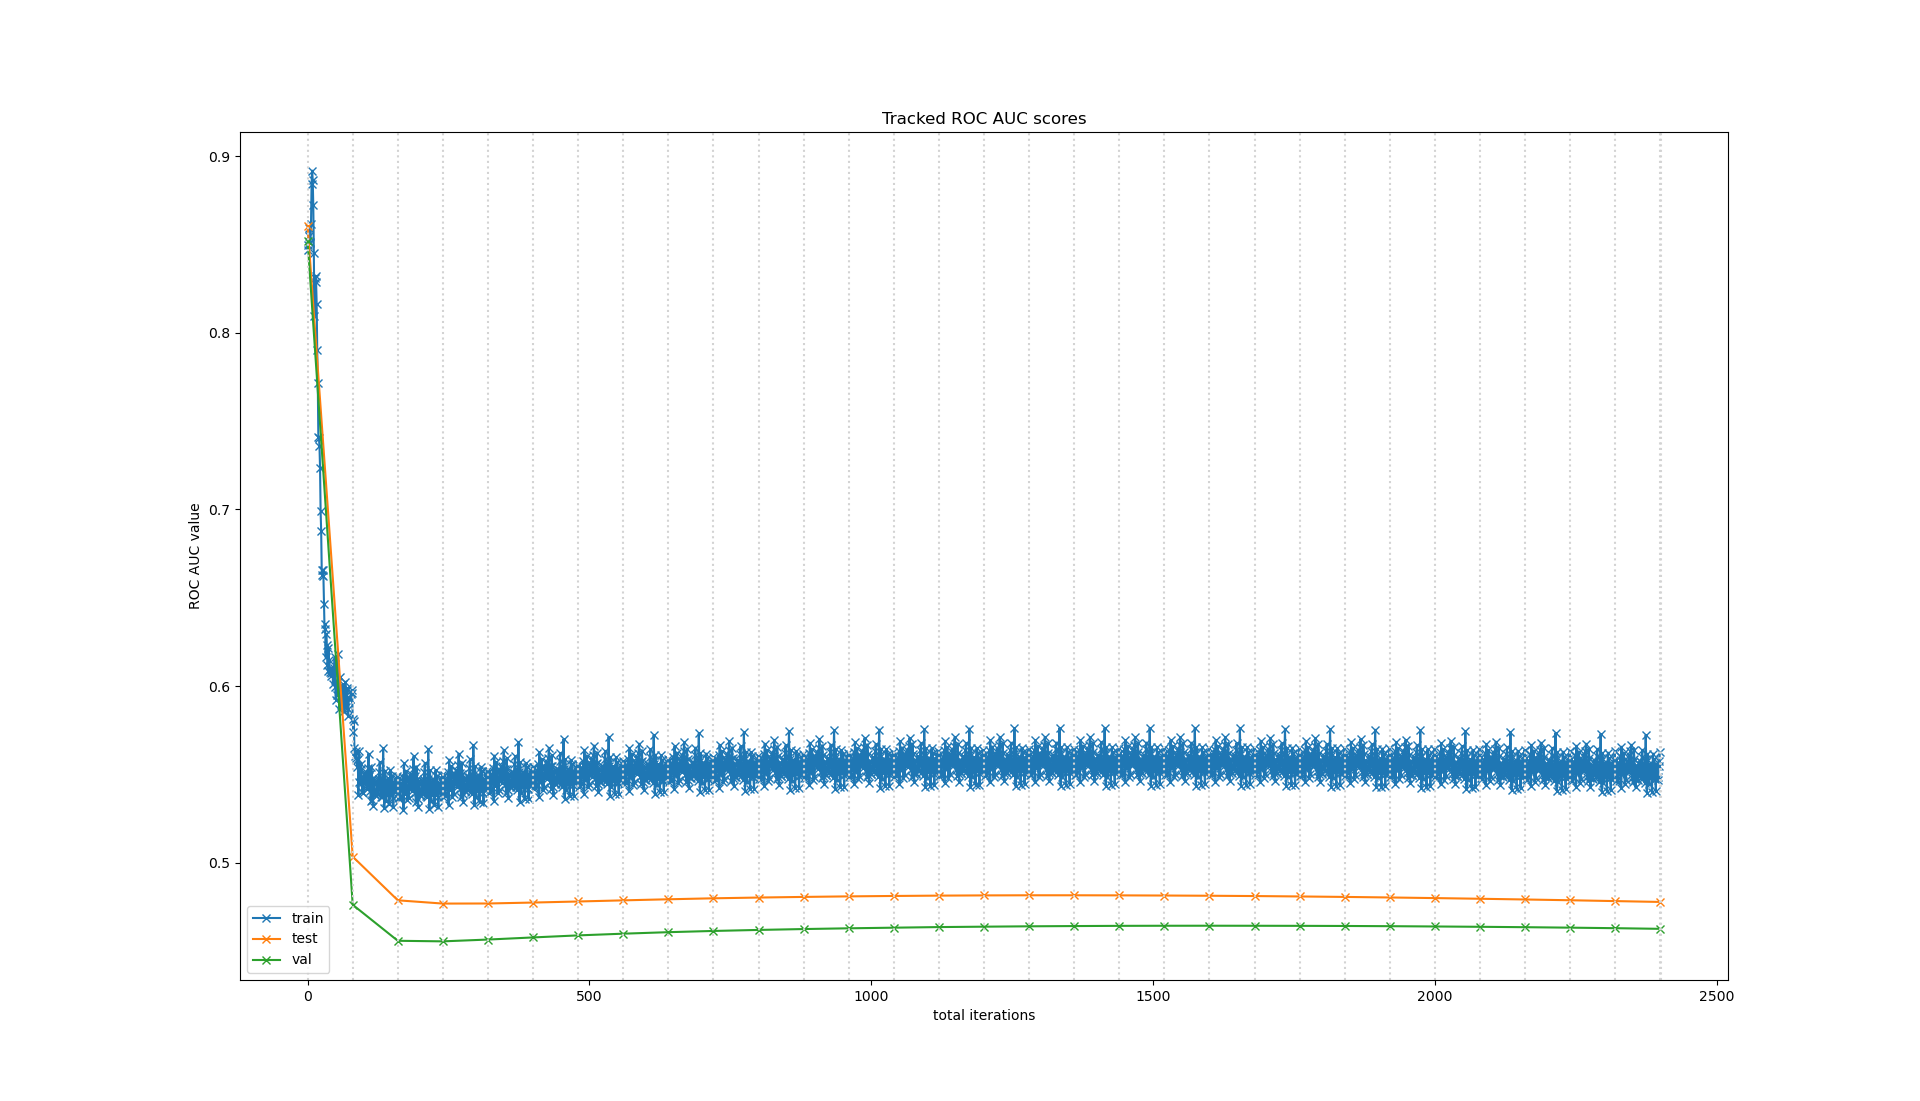 Tracked ROC AUC scores
ROC AUC value
0.9
0.8
0.7
0.6
0.5
train
test
val
0 500 1000 1500 2000 2500
total iterations